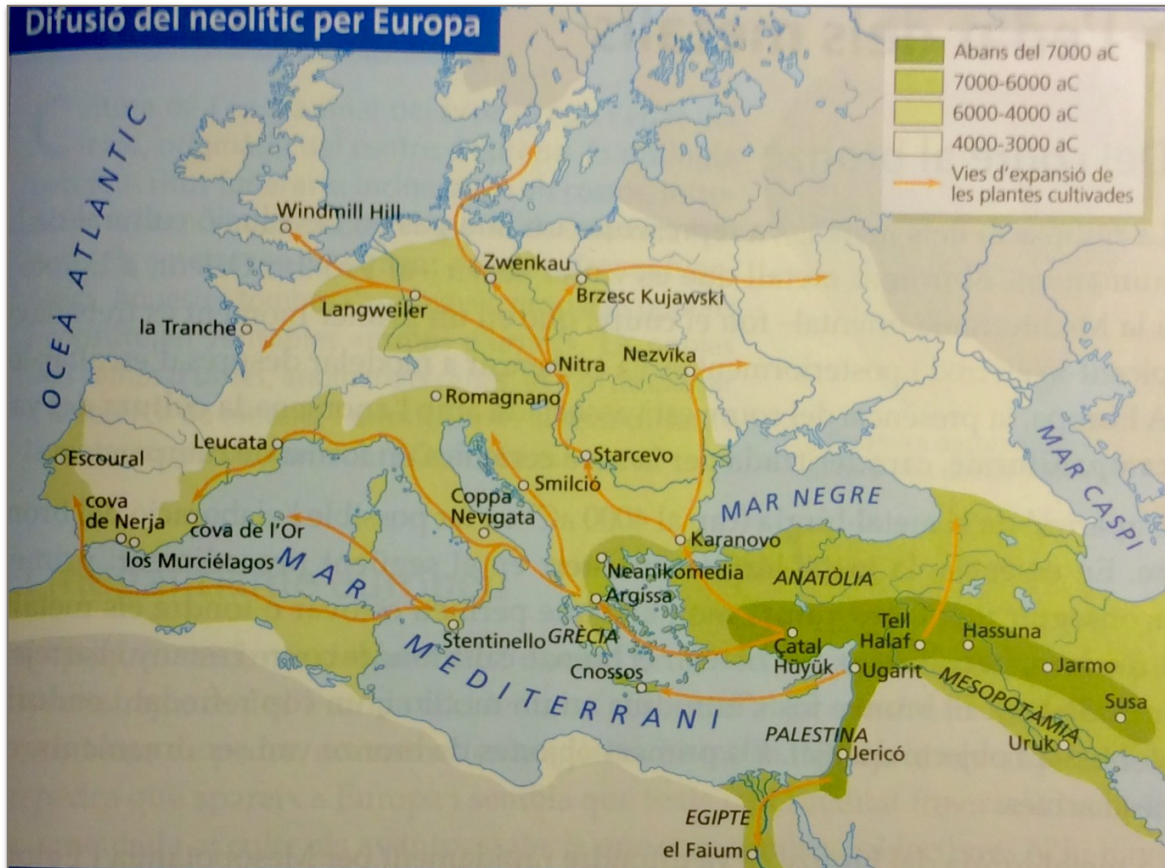 Difusió del neolític per Europa
Abans del 7000 aC
7000-6000 aC
6000-4000 aC
4000-3000 aC
Vies d'expansió de
les plantes cultivades
OCEÀ ATLÀNTIC
Windmill Hill
Zwenkau
Brzesc Kujawski
Langweiler
la Tranche
Nitra
Nezvïka
Romagnano
Leucata
Escoural
Starcevo
Smilció
MAR CASPI
MAR NEGRE
cova
de Nerja
Coppa
Nevigata
cova de l'Or
Karanovo
los Murciélagos
Neanikomedia
ANATÒLIA
Argissa
MAR
MEDITERRANI
Stentinello
GRÈCIA
Çatal
Hüyük
Tell
Halaf
Hassuna
Cnossos
Ugarit
Jarmo
MESOPOTÀMIA
Susa
PALESTINA
Uruk
Jericó
EGIPTE
el Faium